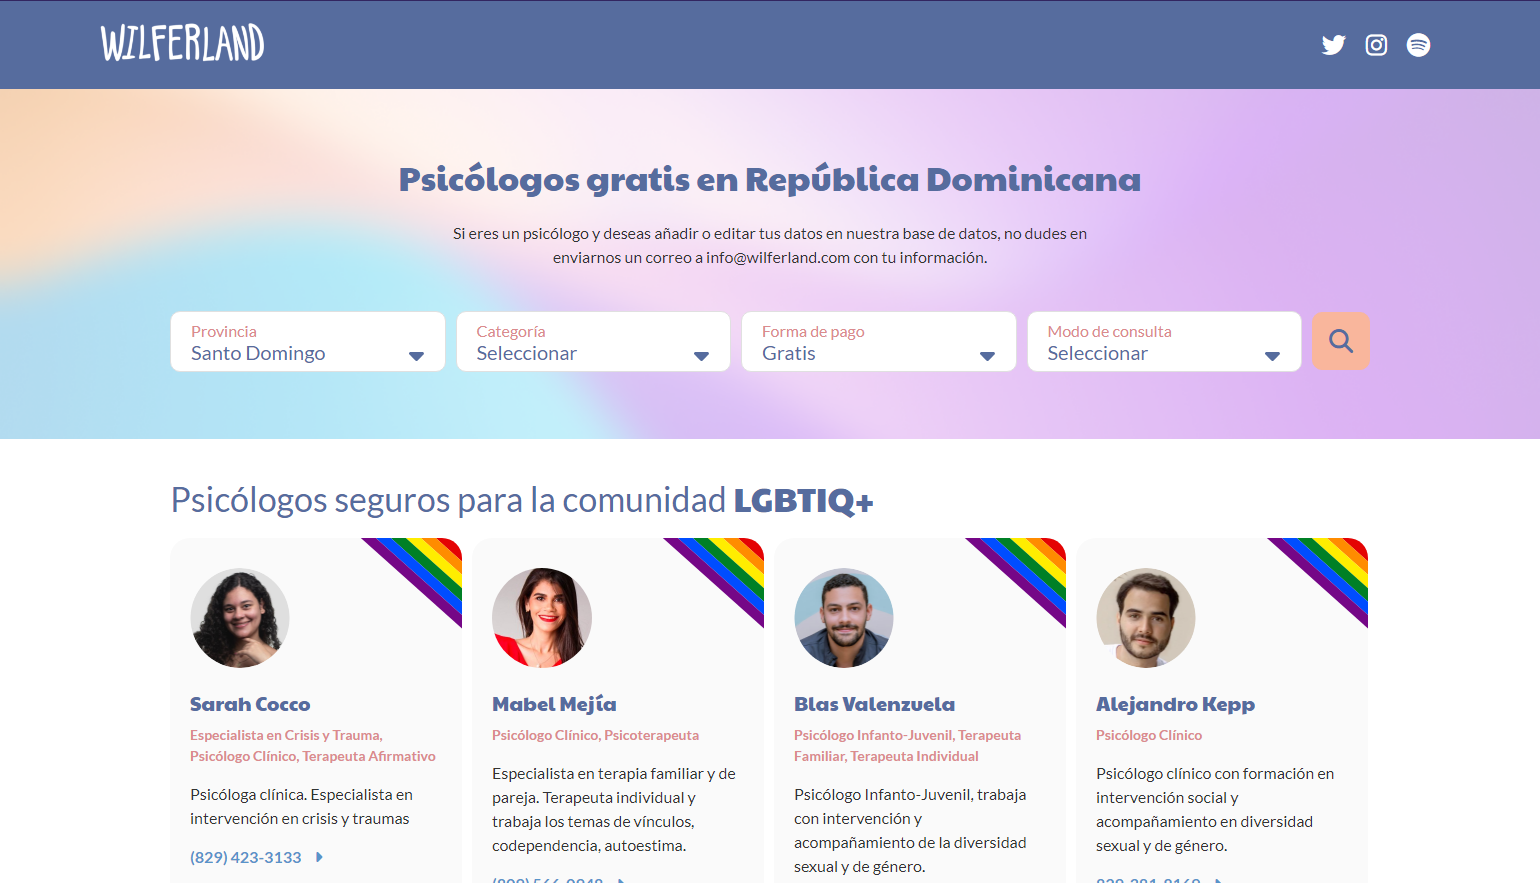 WILFERLAND
Psicólogos gratis en República Dominicana
Si eres un psicólogo y deseas añadir o editar tus datos en nuestra base de datos, no dudes en
enviarnos un correo a info@wilferland.com con tu información.
Provincia
Santo Domingo
Categoría
Seleccionar
Forma de pago
Gratis
Modo de consulta
Seleccionar
Psicólogos seguros para la comunidad LGBTIQ+
Sarah Cocco
Especialista en Crisis y Trauma,
Psicólogo Clínico, Terapeuta Afirmativo
Psicóloga clínica. Especialista en
intervención en crisis y traumas
(829) 423-3133
Mabel Mejía
Psicólogo Clínico, Psicoterapeuta
Especialista en terapia familiar y de
pareja. Terapeuta individual y
trabaja los temas de vínculos,
codependencia, autoestima.
Blas Valenzuela
Psicólogo Infanto-Juvenil, Terapeuta
Familiar, Terapeuta Individual
Psicólogo Infanto-Juvenil, trabaja
con intervención y
acompañamiento de la diversidad
sexual y de género.
Alejandro Kepp
Psicólogo Clínico
Psicólogo clínico con formación en
intervención social y
acompañamiento en diversidad
sexual y de género.